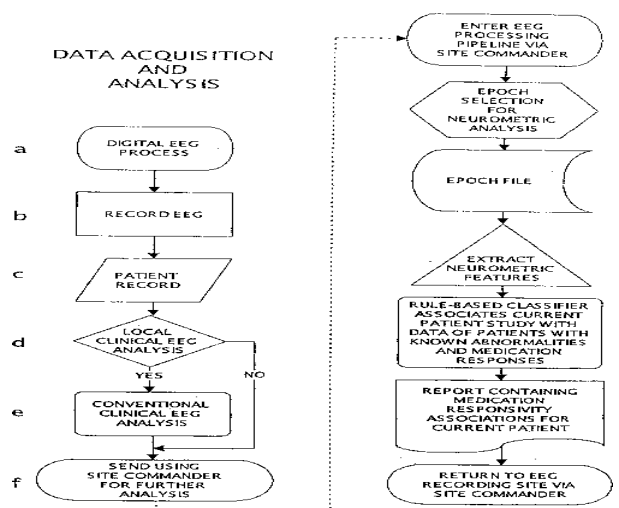 DATA ACQUISITION
AND
ANALYSIS
a
DIGITAL EEG
PROCESS
b
RECORD EEG
c
PATIENT
RECORD
d
LOCAL
CLINICAL EEG
ANALYSIS
YES
NO
e
CONVENTIONAL
CLINICAL EEG
ANALYSIS
f
SEND USING
SITE COMMANDER
FOR FURTHER
ANALYSIS
ENTER EEG
PROCESSING
PIPELINE VIA
SITE COMMANDER
EPOCH
SELECTION
FOR
NEUROMETRIC
ANALYSIS
EPOCH FILE
EXTRACT
NEUROMETRIC
FEATURES
RULE-BASED CLASSIFIER
ASSOCIATES CURRENT
PATIENT STUDY WITH
DATA OF PATIENTS WITH
KNOWN ABNORMALITIES
AND MEDICATION
RESPONSES
REPORT CONTAINING
MEDICATION
RESPONSIVITY
ASSOCIATIONS FOR
CURRENT PATIENT
RETURN TO EEG
RECORDING SITE VIA
SITE COMMANDER